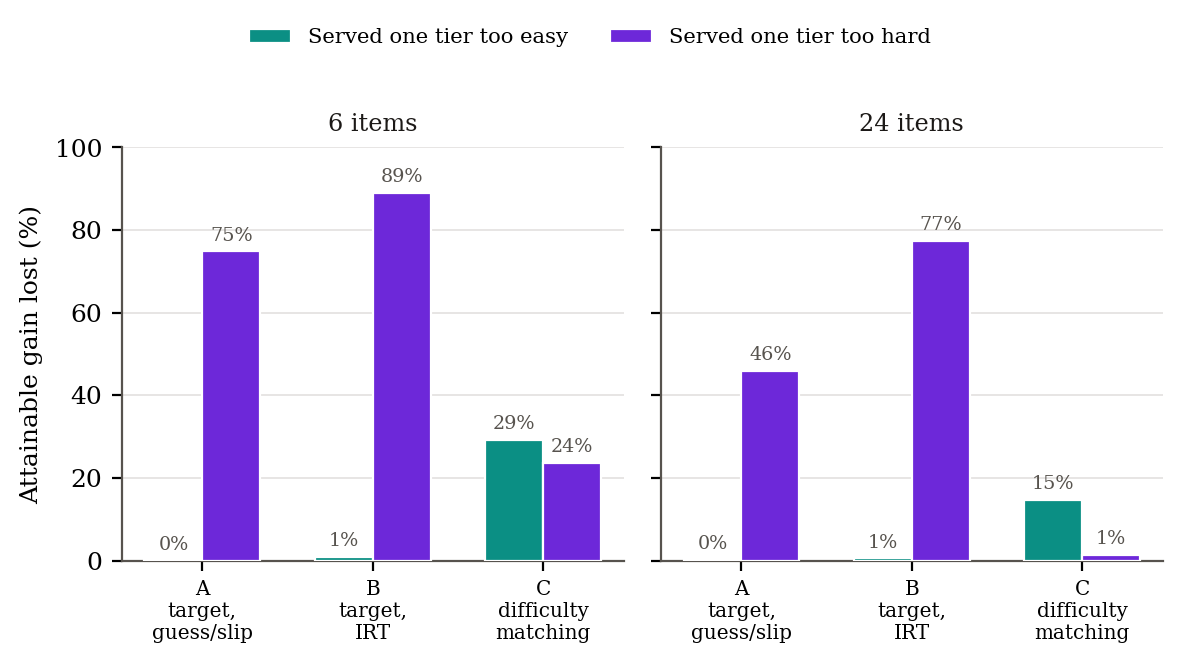 Served one tier too easy
Served one tier too hard
6 items
24 items
Attainable gain lost (%)
100
80
60
40
20
0
0%
75%
1%
89%
29%
24%
0%
46%
1%
77%
15%
1%
A
target,
guess/slip
B
target,
IRT
C
difficulty
matching
A
target,
guess/slip
B
target,
IRT
C
difficulty
matching